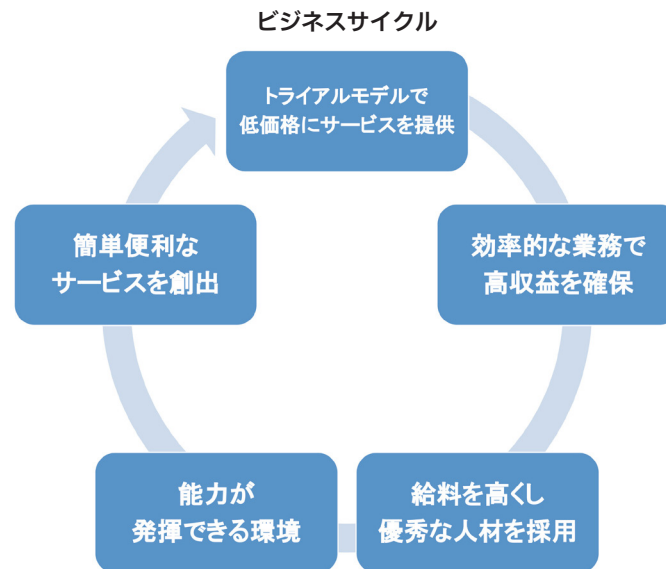 ビジネスサイクル
トライアルモデルで
低価格にサービスを提供
効率的な業務で
高収益を確保
給料を高くし
優秀な人材を採用
能力が
発揮できる環境
簡単便利な
サービスを創出